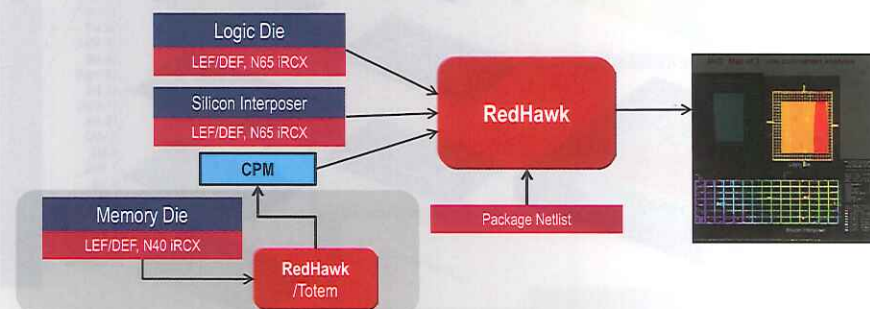 Logic Die
LEF/DEF, N65 iRCX
Silicon Interposer
LEF/DEF, N65 iRCX
CPM
Memory Die
LEF/DEF, N40 iRCX
RedHawk
/Totem
RedHawk
Package Netlist